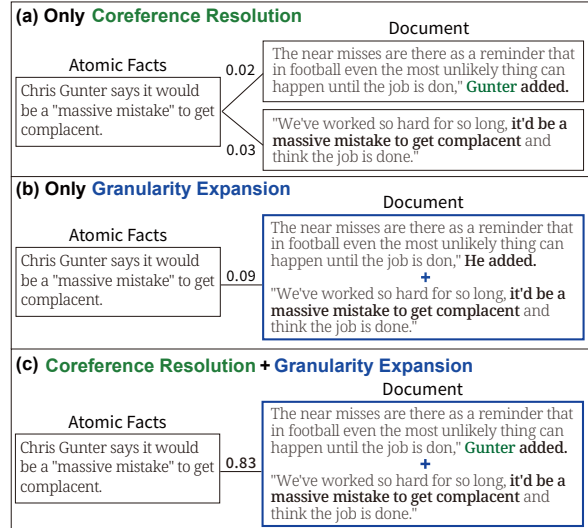 (a) Only Coreference Resolution
Document
Atomic Facts
Chris Gunter says it would
be a "massive mistake" to get
complacent.
0.02
0.03
The near misses are there as a reminder that
in football even the most unlikely thing can
happen until the job is don," Gunter added.
"We've worked so hard for so long, it'd be a
massive mistake to get complacent and
think the job is done."
(b) Only Granularity Expansion
Document
Atomic Facts
Chris Gunter says it would
be a "massive mistake" to get
complacent.
0.09
The near misses are there as a reminder that
in football even the most unlikely thing can
happen until the job is don," He added.
+
"We've worked so hard for so long, it'd be a
massive mistake to get complacent and
think the job is done."
(c) Coreference Resolution + Granularity Expansion
Document
Atomic Facts
Chris Gunter says it would
be a "massive mistake" to get
complacent.
0.83
The near misses are there as a reminder that
in football even the most unlikely thing can
happen until the job is don," Gunter added.
+
"We've worked so hard for so long, it'd be a
massive mistake to get complacent and
think the job is done."